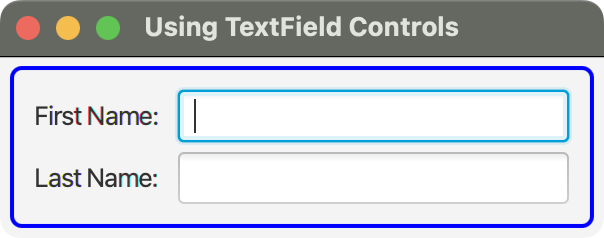 Using TextField Controls
First Name:
Last Name: